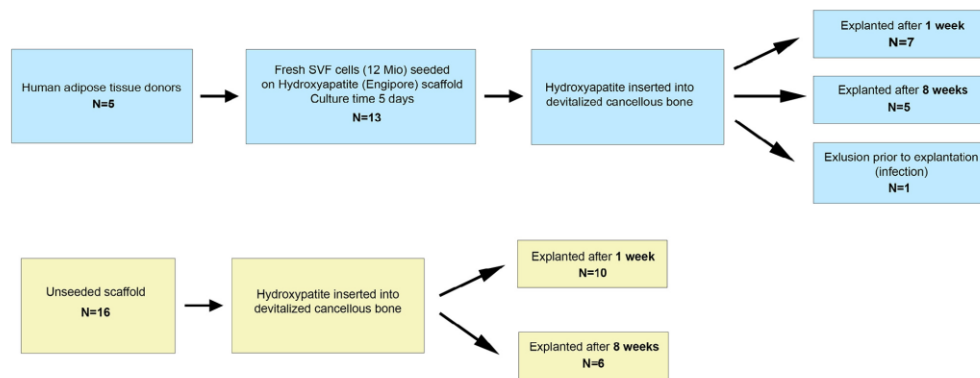 Human adipose tissue donors
N=5
Fresh SVF cells (12 Mio) seeded
on Hydroxyapatite (Engipore) scaffold
Culture time 5 days
N=13
Hydroxyapatite inserted into
devitalized cancellous bone
Explanted after 1 week
N=7
Explanted after 8 weeks
N=5
Exlusion prior to explantation
(infection)
N=1
Unseeded scaffold
N=16
Hydroxypatite inserted into
devitalized cancellous bone
Explanted after 1 week
N=10
Explanted after 8 weeks
N=6